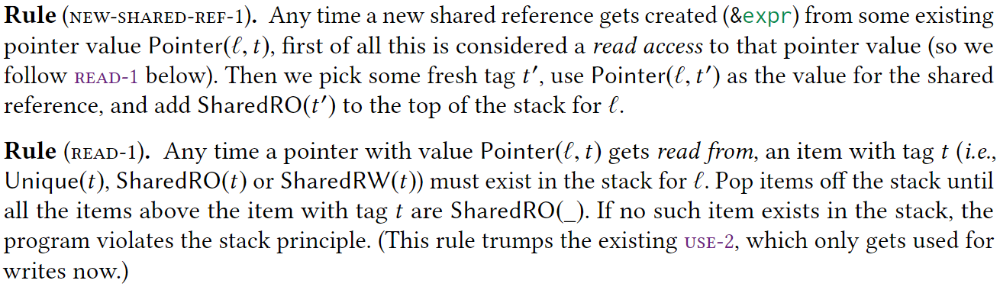 Rule (NEW-SHARED-REF-1). Any time a new shared reference gets created (&expr) from some existing
pointer value Pointer(ℓ, t), first of all this is considered a read access to that pointer value (so we
follow READ-1 below). Then we pick some fresh tag t′, use Pointer(ℓ, t′) as the value for the shared
reference, and add SharedRO(t′) to the top of the stack for ℓ.
Rule (READ-1). Any time a pointer with value Pointer(ℓ, t) gets read from, an item with tag t (i.e.,
Unique(t), SharedRO(t) or SharedRW(t)) must exist in the stack for ℓ. Pop items off the stack until
all the items above the item with tag t are SharedRO(_). If no such item exists in the stack, the
program violates the stack principle. (This rule trumps the existing USE-2, which only gets used for
writes now.)